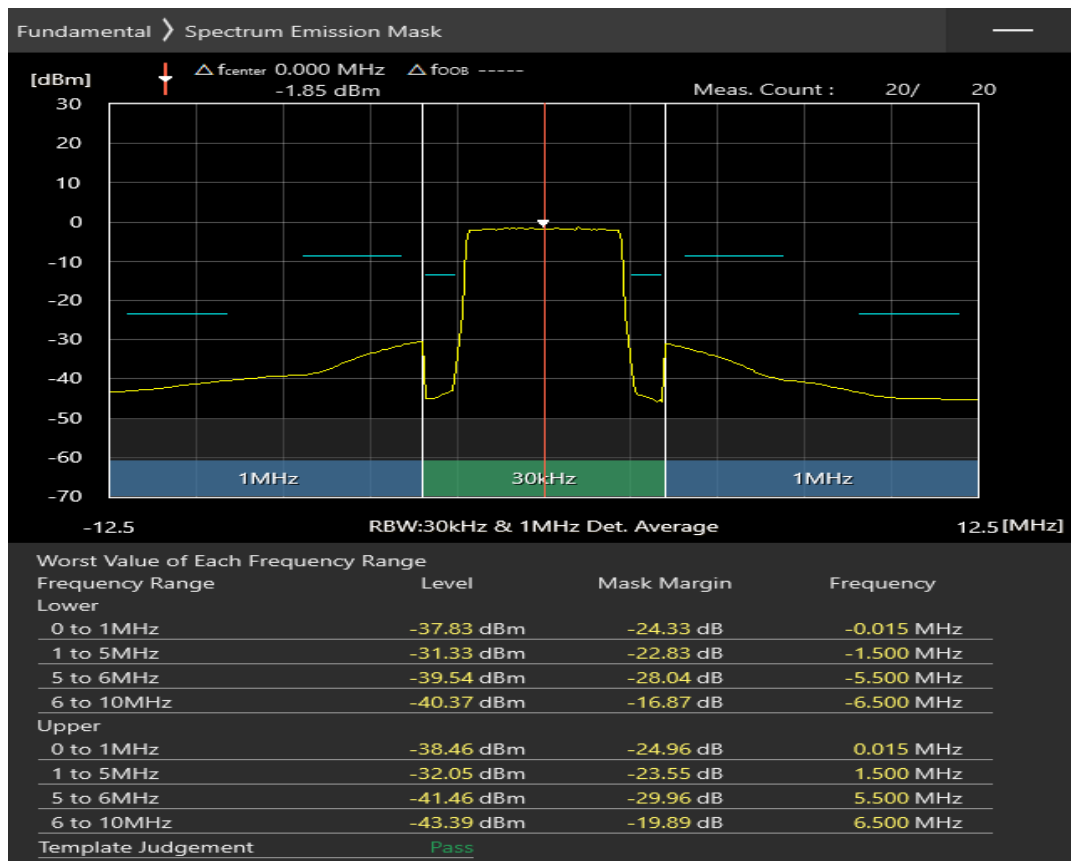 Fundamental ❯ Spectrum Emission Mask
[dBm] △ fcenter 0.000 MHz △ fOOB -----
-1.85 dBm Meas. Count : 20/ 20
30
20
10
0
-10
-20
-30
-40
-50
-60
-70
1MHz 30kHz 1MHz
-12.5 RBW:30kHz & 1MHz Det. Average 12.5 [MHz]
Worst Value of Each Frequency Range
Frequency Range Level Mask Margin Frequency
Lower
0 to 1MHz -37.83 dBm -24.33 dB -0.015 MHz
1 to 5MHz -31.33 dBm -22.83 dB -1.500 MHz
5 to 6MHz -39.54 dBm -28.04 dB -5.500 MHz
6 to 10MHz -40.37 dBm -16.87 dB -6.500 MHz
Upper
0 to 1MHz -38.46 dBm -24.96 dB 0.015 MHz
1 to 5MHz -32.05 dBm -23.55 dB 1.500 MHz
5 to 6MHz -41.46 dBm -29.96 dB 5.500 MHz
6 to 10MHz -43.39 dBm -19.89 dB 6.500 MHz
Template Judgement Pass